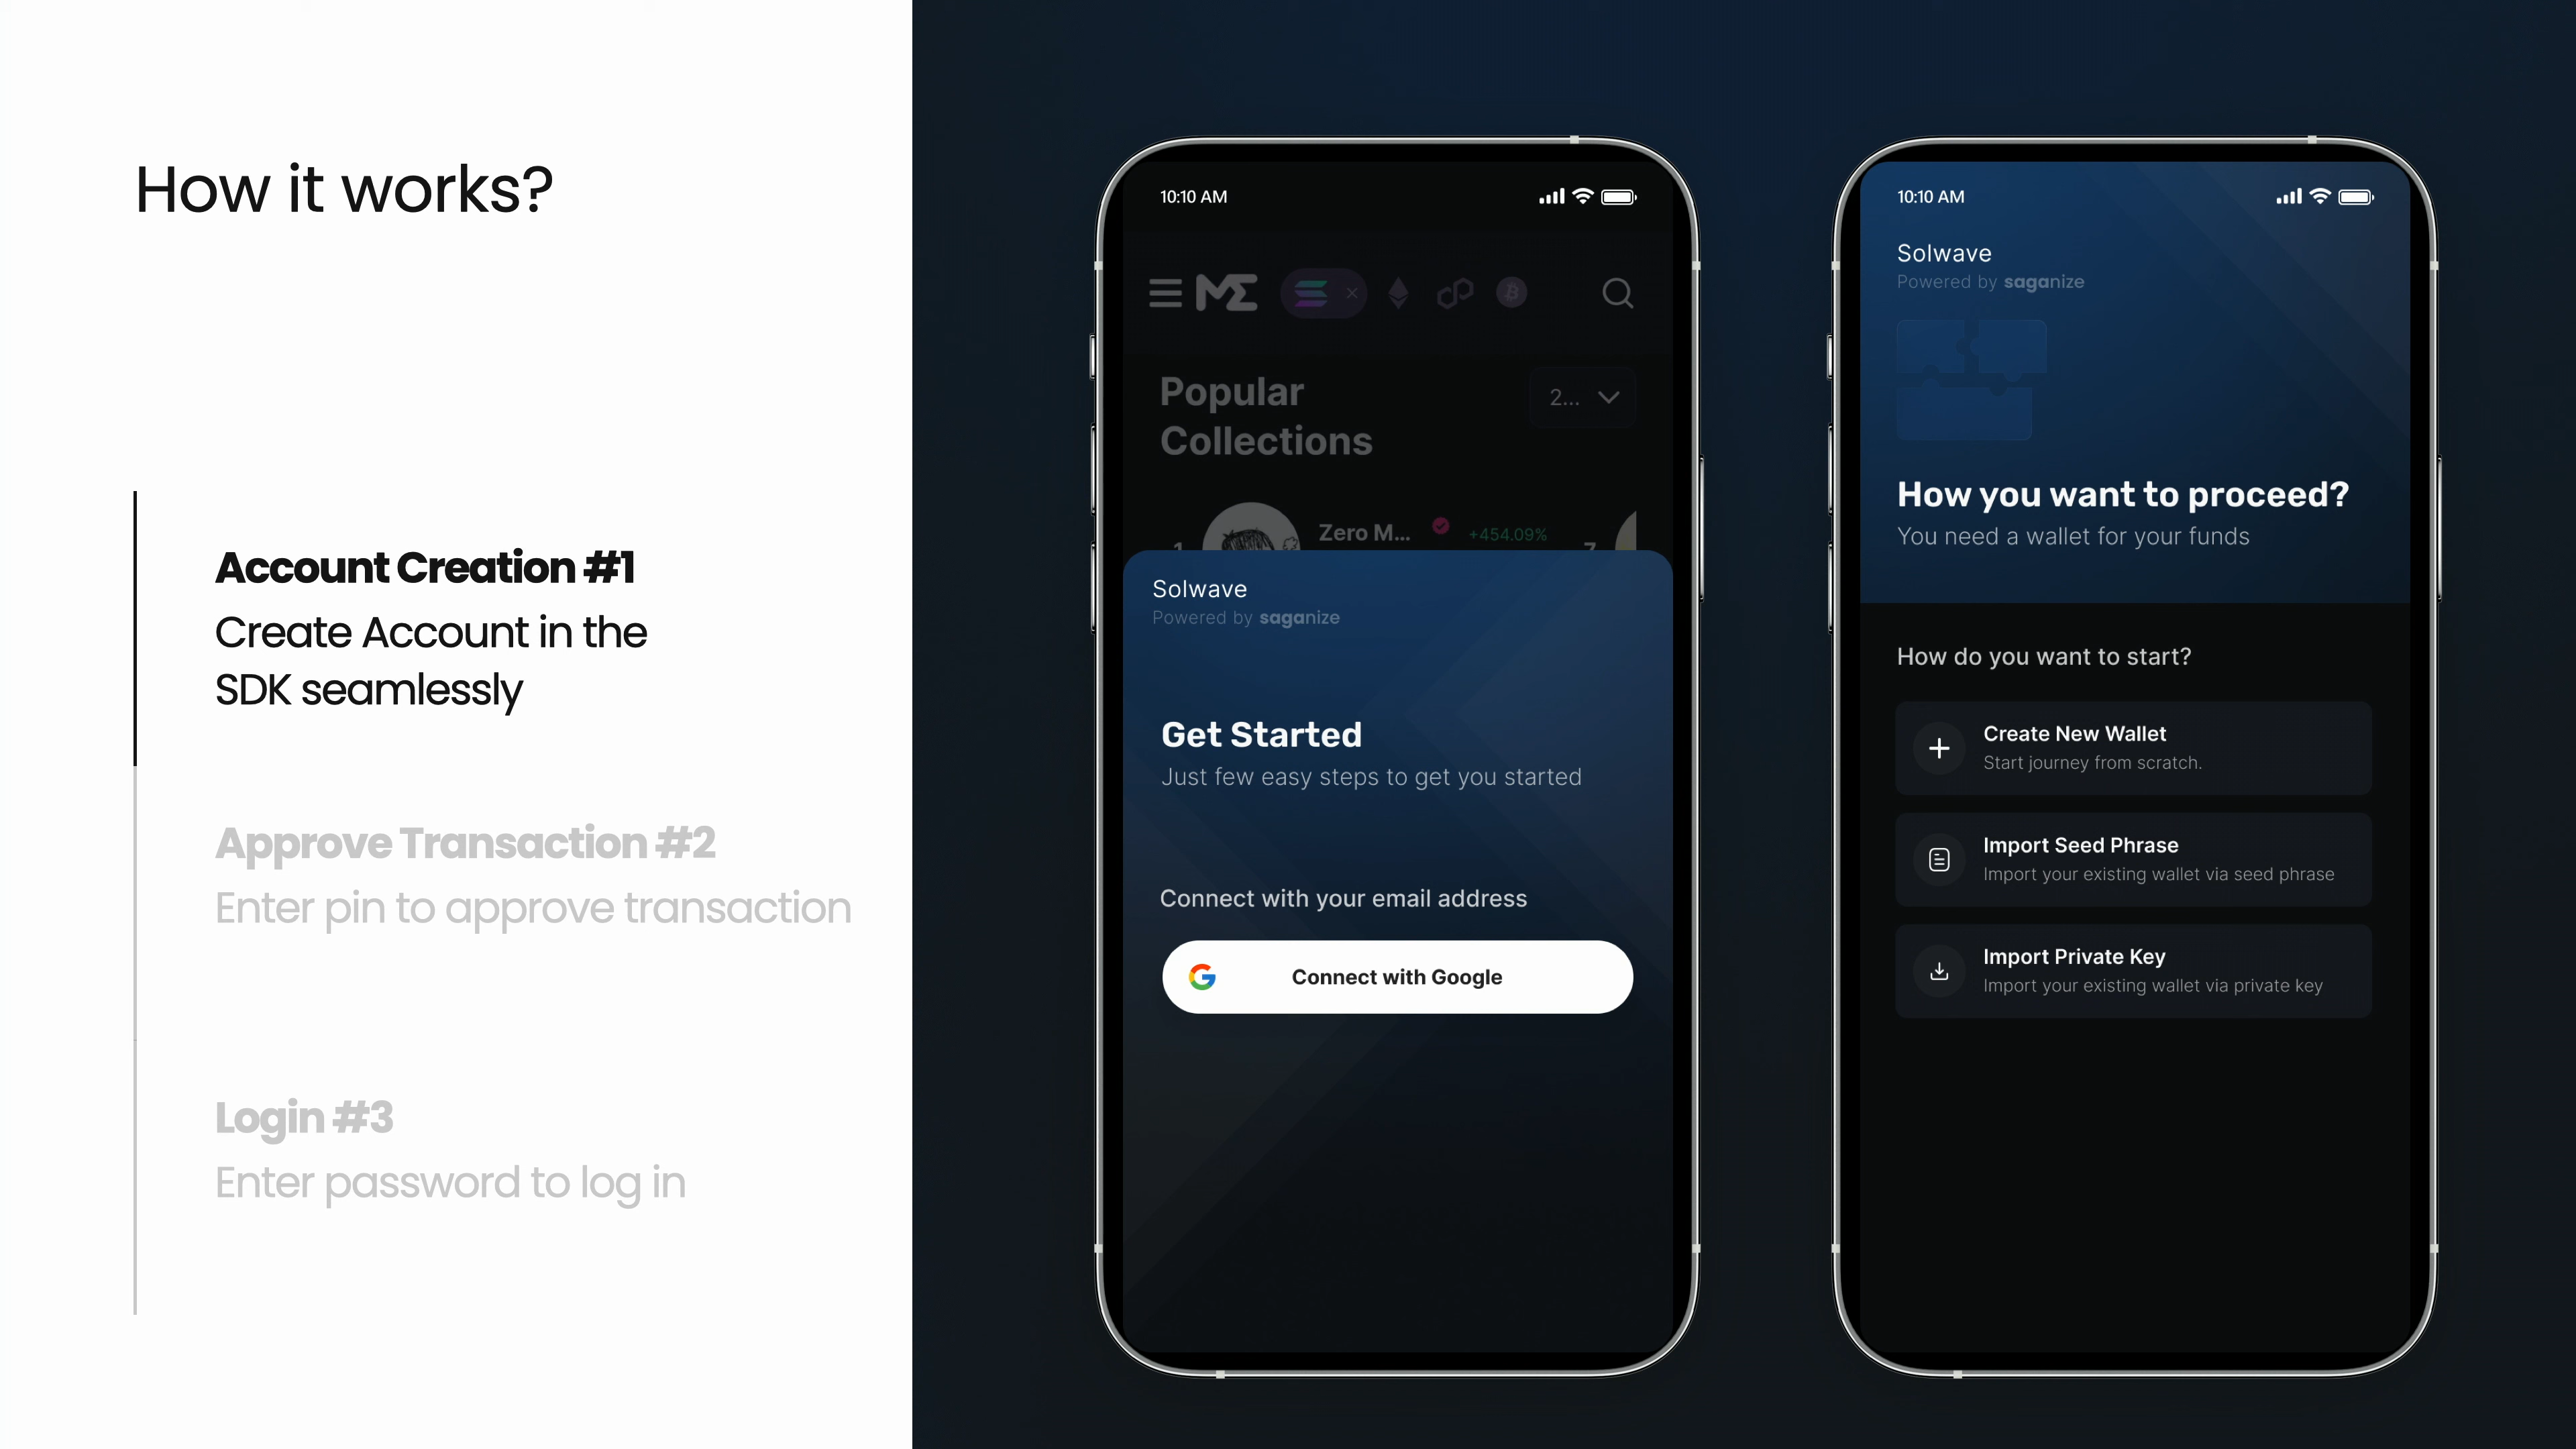 How it works?
Account Creation #1
Create Account in the
SDK seamlessly
Approve Transaction #2
Enter pin to approve transaction
Login #3
Enter password to log in
10:10 AM
ME
Popular
Collections
2...
Zero M...
+454.09%
Solwave
Powered by saganize
Get Started
Just few easy steps to get you started
Connect with your email address
Connect with Google
10:10 AM
Solwave
Powered by saganize
How you want to proceed?
You need a wallet for your funds
How do you want to start?
Create New Wallet
Start journey from scratch.
Import Seed Phrase
Import your existing wallet via seed phrase
Import Private Key
Import your existing wallet via private key